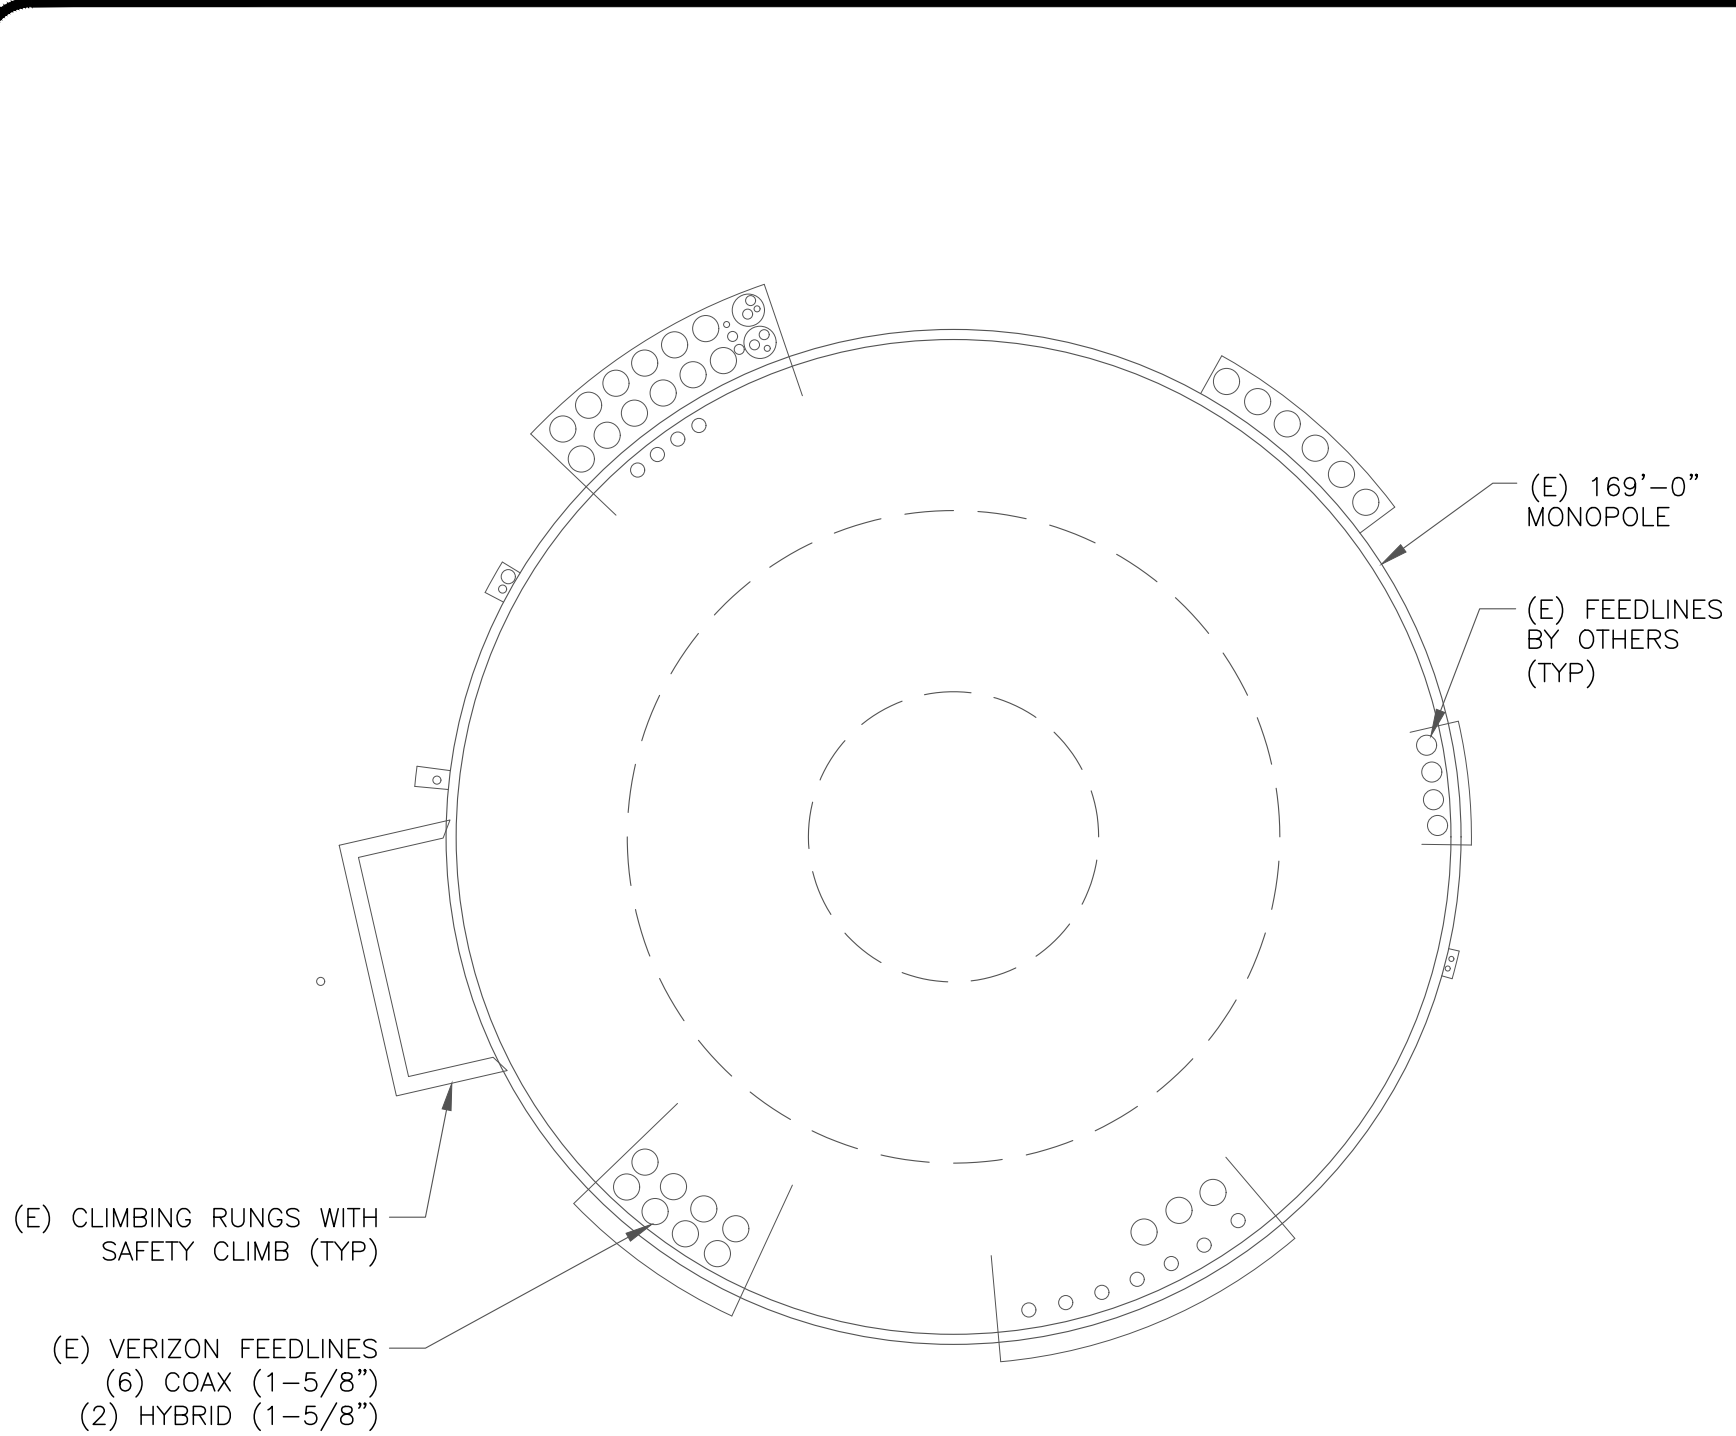 (E) 169'-0"
MONOPOLE
(E) FEEDLINES
BY OTHERS
(TYP)
(E) CLIMBING RUNGS WITH
SAFETY CLIMB (TYP)
(E) VERIZON FEEDLINES
(6) COAX (1-5/8")
(2) HYBRID (1-5/8")